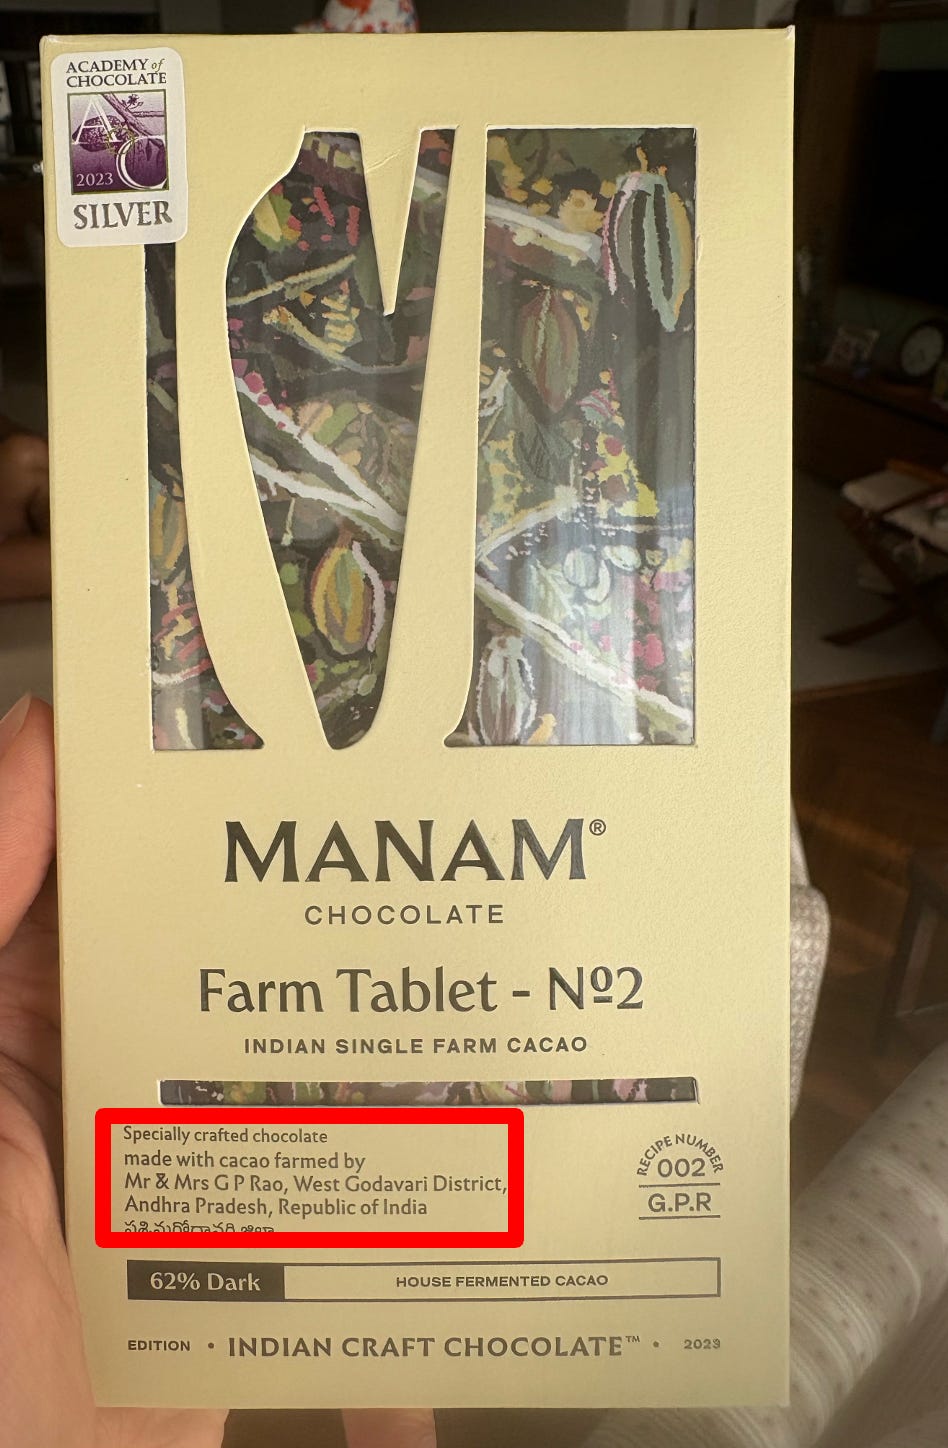 ACADEMY of
CHOCOLATE
AC
2023
SILVER
MANAM®
CHOCOLATE
Farm Tablet - Nº2
INDIAN SINGLE FARM CACAO
Specially crafted chocolate
made with cacao farmed by
Mr & Mrs G P Rao, West Godavari District,
Andhra Pradesh, Republic of India
RECIPE NUMBER
002
G.P.R
62% Dark
HOUSE FERMENTED CACAO
EDITION • INDIAN CRAFT CHOCOLATE™ • 2023